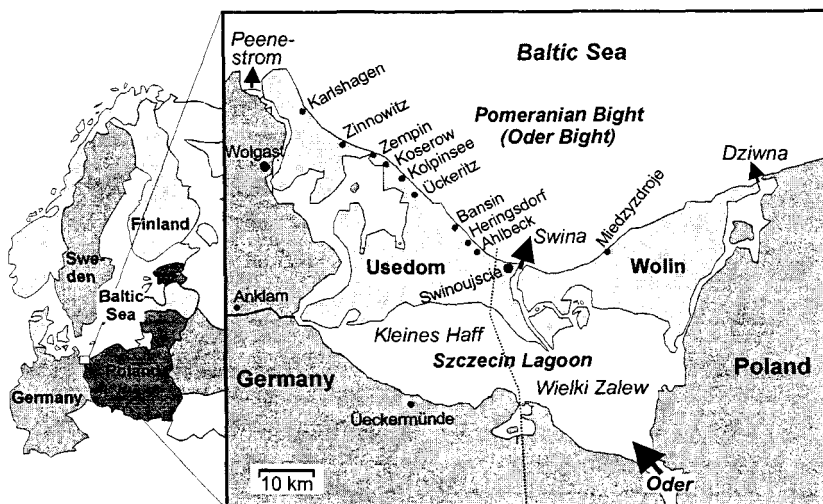 Finland
Swe-
den
Baltic
Sea
Poland
Germany
Peene-
strom
Baltic Sea
Karlshagen
Pomeranian Bight
(Oder Bight)
Zinnowitz
Zempin
Koserow
Kolpinsee
Ückeritz
Dziwna
Wolgast
Bansin
Heringsdorf
Ahlbeck
Swina
Miedzyzdroje
Usedom
Wolin
Swinoujscié
Anklam
Kleines Haff
Szczecin Lagoon
Poland
Germany
Wielki Zalew
Üeckermünde
10 km
Oder